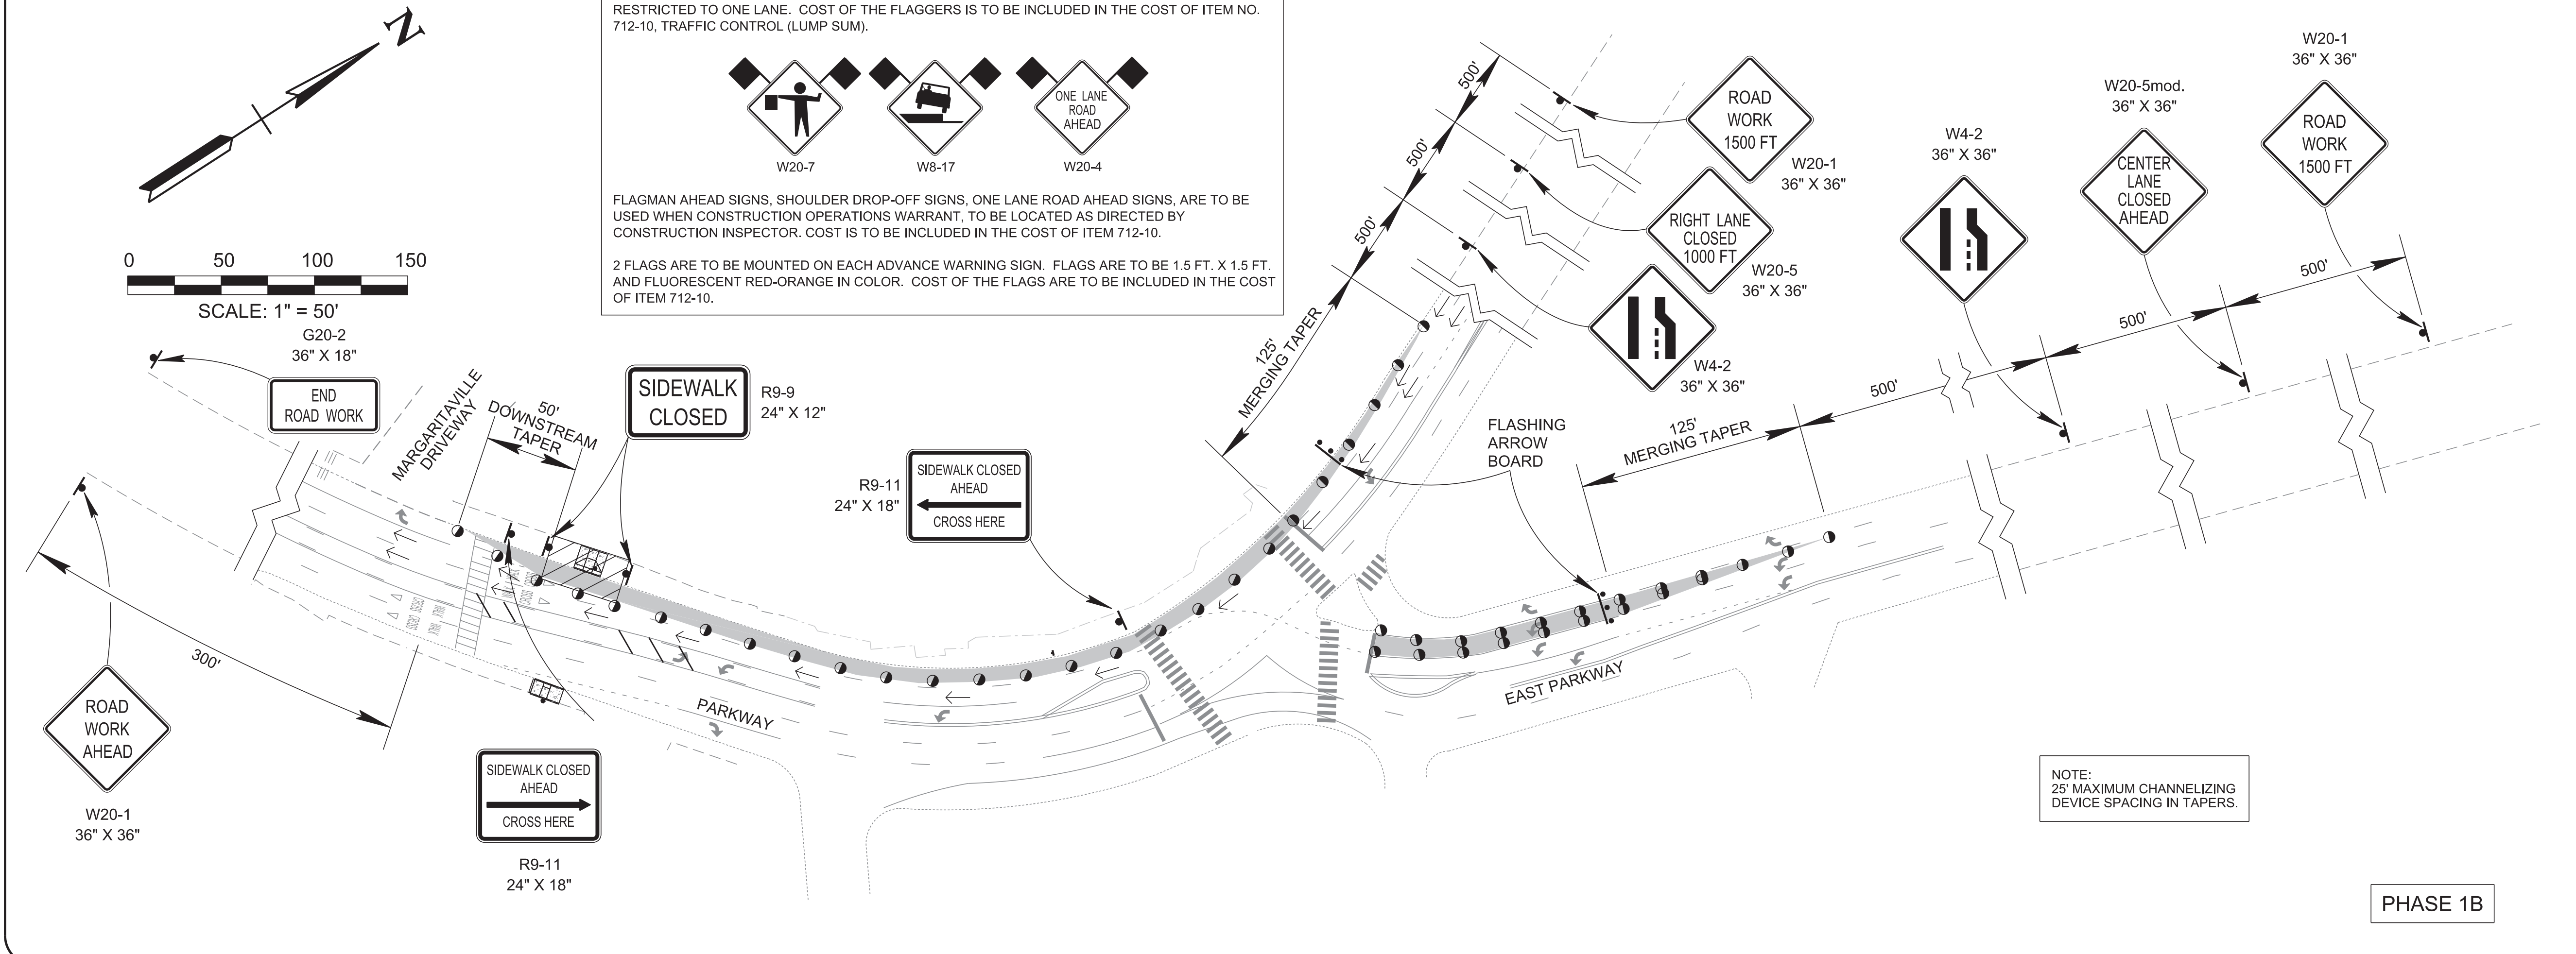 RESTRICTED TO ONE LANE. COST OF THE FLAGGERS IS TO BE INCLUDED IN THE COST OF ITEM NO.
712-10, TRAFFIC CONTROL (LUMP SUM).
ONE LANE
ROAD
AHEAD
W20-7
W8-17
W20-4
FLAGMAN AHEAD SIGNS, SHOULDER DROP-OFF SIGNS, ONE LANE ROAD AHEAD SIGNS, ARE TO BE
USED WHEN CONSTRUCTION OPERATIONS WARRANT, TO BE LOCATED AS DIRECTED BY
CONSTRUCTION INSPECTOR. COST IS TO BE INCLUDED IN THE COST OF ITEM 712-10.
2 FLAGS ARE TO BE MOUNTED ON EACH ADVANCE WARNING SIGN. FLAGS ARE TO BE 1.5 FT. X 1.5 FT.
AND FLUORESCENT RED-ORANGE IN COLOR. COST OF THE FLAGS ARE TO BE INCLUDED IN THE COST
OF ITEM 712-10.
N
0 50 100 150
SCALE: 1" = 50'
G20-2
36" X 18"
END
ROAD WORK
MARGARITAVILLE
DRIVEWAY
50'
DOWNSTREAM
TAPER
SIDEWALK
CLOSED
R9-9
24" X 12"
R9-11
24" X 18"
SIDEWALK CLOSED
AHEAD
CROSS HERE
125'
MERGING TAPER
500'
500'
500'
ROAD
WORK
1500 FT
W20-1
36" X 36"
RIGHT LANE
CLOSED
1000 FT
W20-5
36" X 36"
W4-2
36" X 36"
FLASHING
ARROW
BOARD
125'
MERGING TAPER
500'
500'
500'
W4-2
36" X 36"
W20-5mod.
36" X 36"
CENTER
LANE
CLOSED
AHEAD
W20-1
36" X 36"
ROAD
WORK
1500 FT
300'
ROAD
WORK
AHEAD
W20-1
36" X 36"
CROSS
WALK
CROSS
WALK
CROSS
WALK
PARKWAY
EAST PARKWAY
SIDEWALK CLOSED
AHEAD
CROSS HERE
R9-11
24" X 18"
NOTE:
25' MAXIMUM CHANNELIZING
DEVICE SPACING IN TAPERS.
PHASE 1B